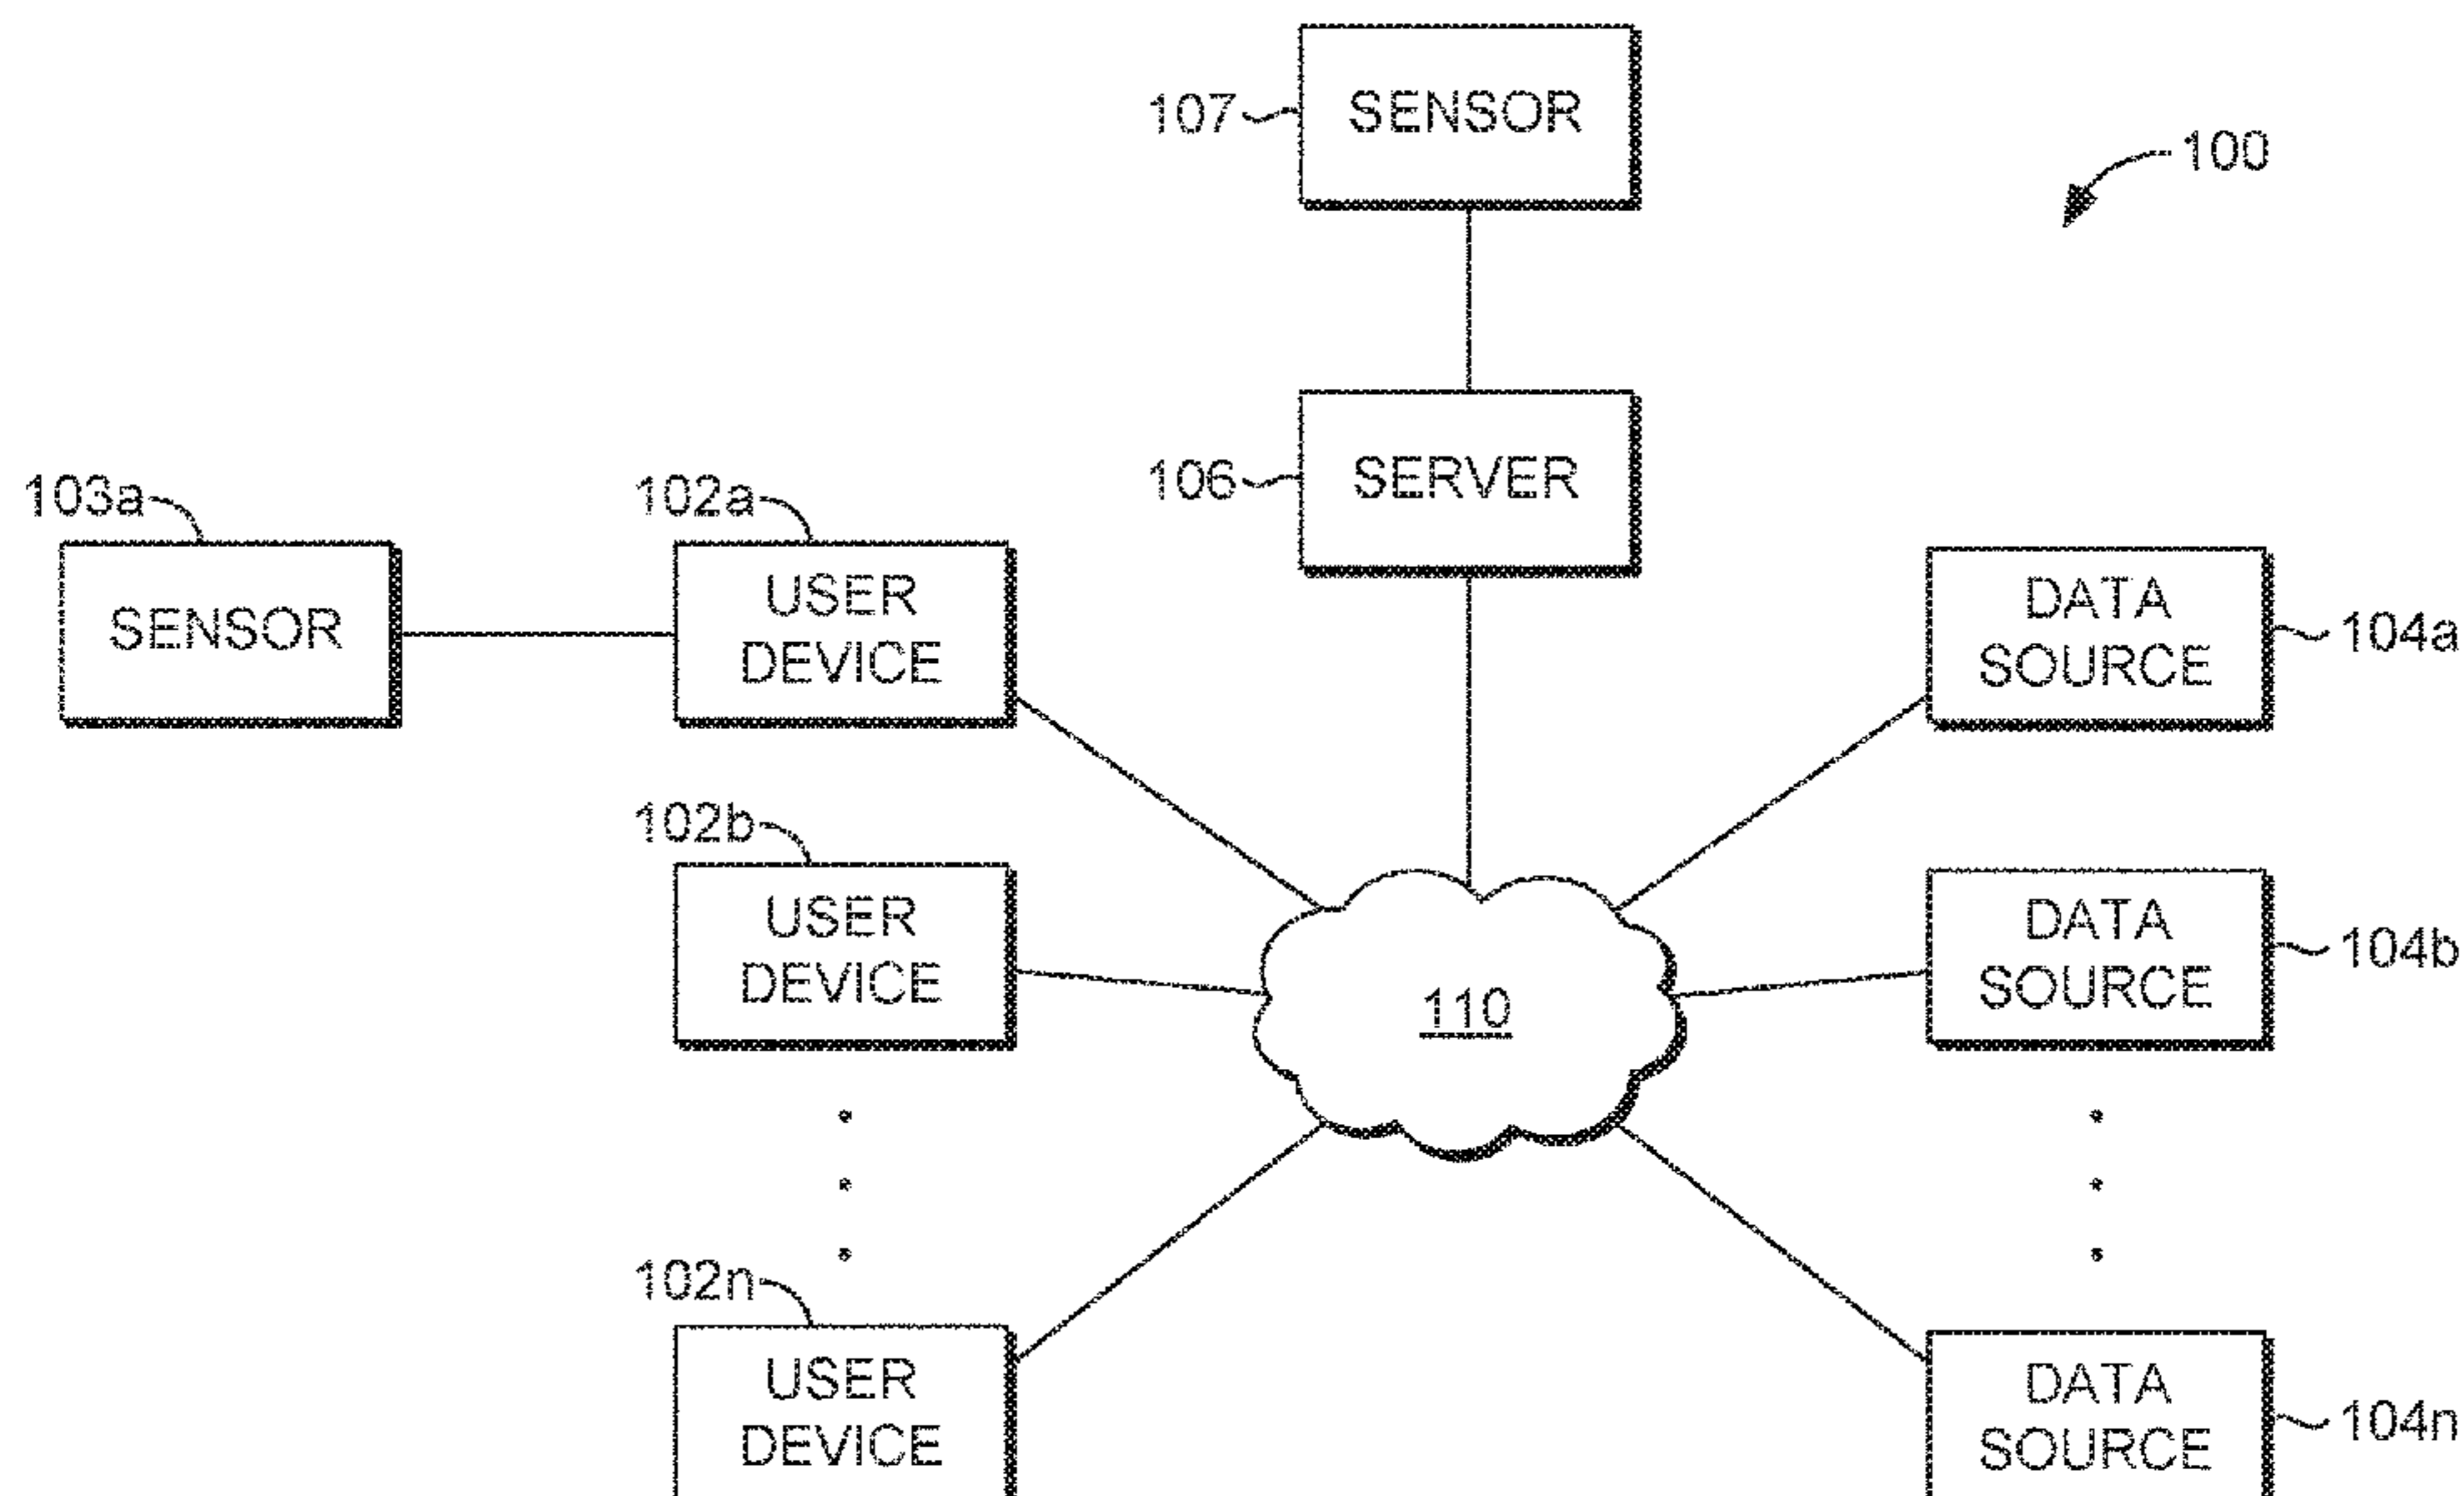 107
SENSOR
100
106
SERVER
103a
SENSOR
102a
USER
DEVICE
DATA
SOURCE
104a
102b
USER
DEVICE
110
DATA
SOURCE
104b
102n
USER
DEVICE
DATA
SOURCE
104n